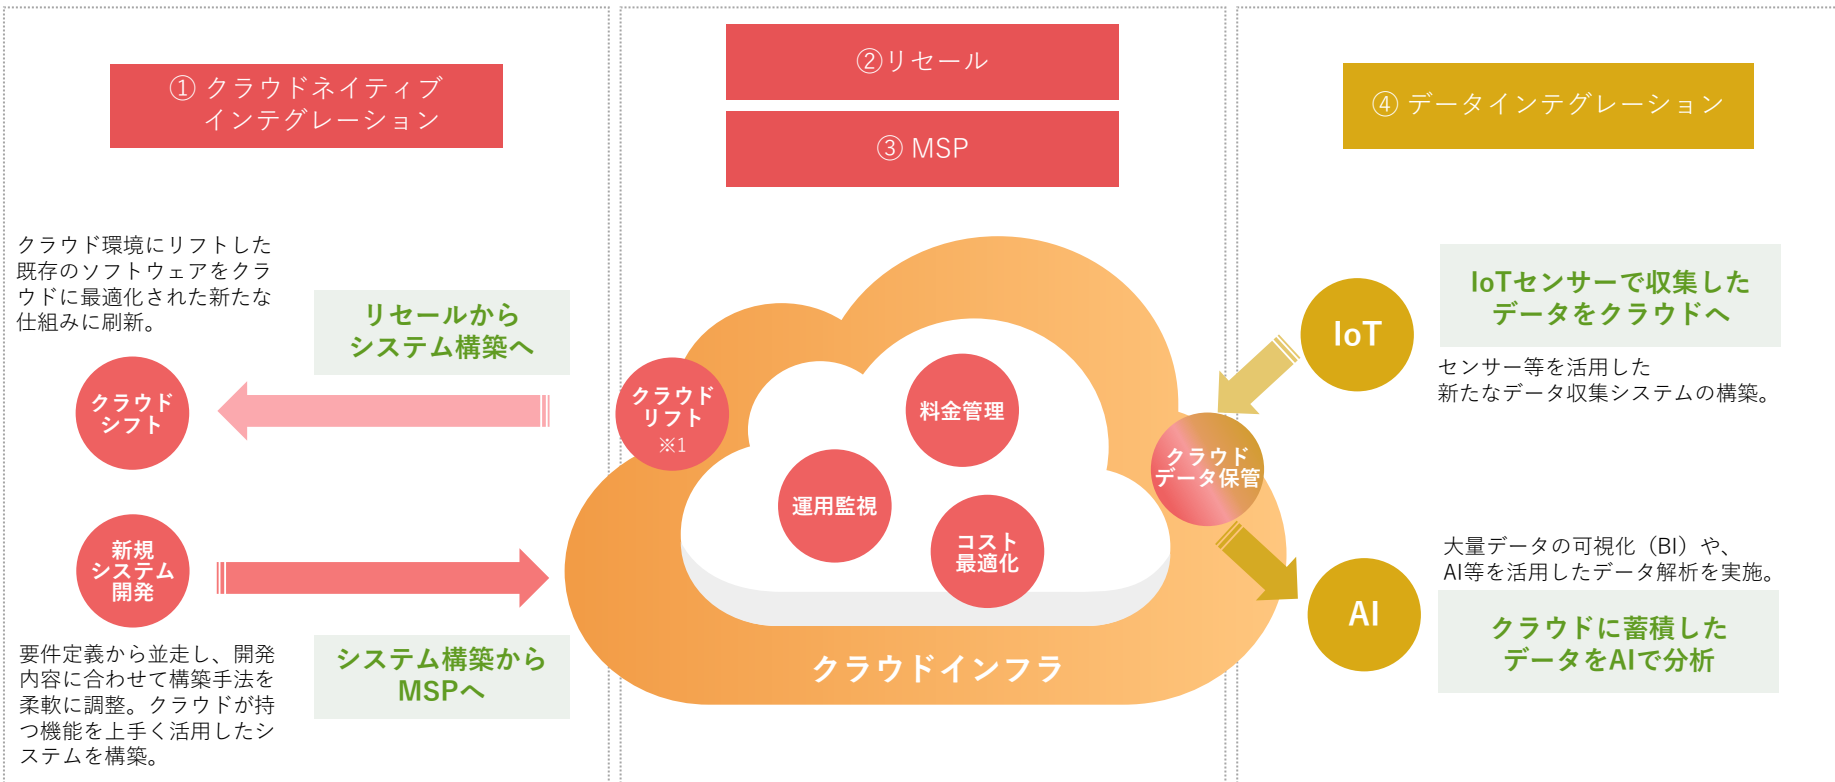 ① クラウドネイティブ
インテグレーション
クラウド環境にリフトした
既存のソフトウェアをクラ
ウドに最適化された新たな
仕組みに刷新。
リセールから
システム構築へ
クラウド
シフト
新規
システム
開発
要件定義から並走し、開発
内容に合わせて構築手法を
柔軟に調整。クラウドが持
つ機能を上手く活用したシ
ステムを構築。
システム構築から
MSPへ
②リセール
③ MSP
クラウド
リフト
※1
料金管理
運用監視
コスト
最適化
クラウド
データ保管
クラウドインフラ
④ データインテグレーション
IoT
IoTセンサーで収集した
データをクラウドへ
センサー等を活用した
新たなデータ収集システムの構築。
大量データの可視化（BI）や、
AI等を活用したデータ解析を実施。
AI
クラウドに蓄積した
データをAIで分析